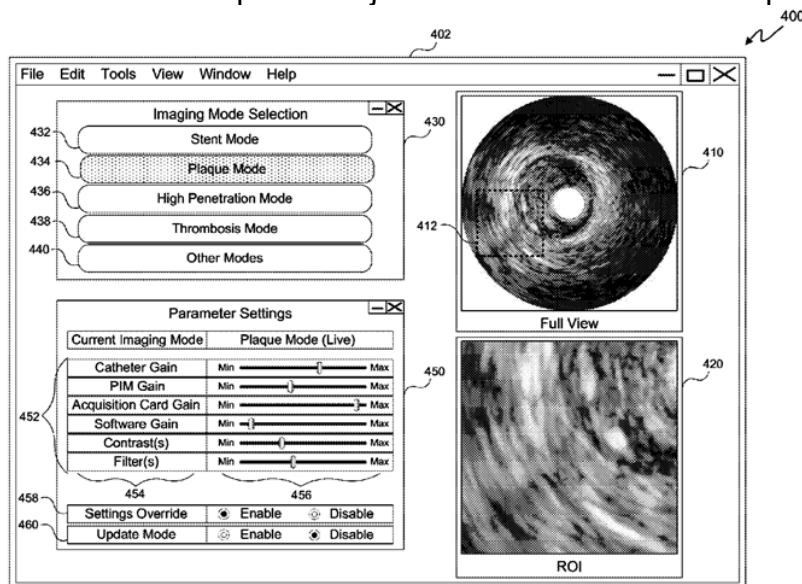 400
402
File Edit Tools View Window Help
Imaging Mode Selection
430
432
Stent Mode
434
Plaque Mode
436
High Penetration Mode
438
Thrombosis Mode
440
Other Modes
410
412
Full View
Parameter Settings
Current Imaging Mode Plaque Mode (Live)
450
452
Catheter Gain Min Max
PIM Gain Min Max
Acquisition Card Gain Min Max
Software Gain Min Max
Contrast(s) Min Max
Filter(s) Min Max
454 456
458
Settings Override Enable Disable
460
Update Mode Enable Disable
420
ROI